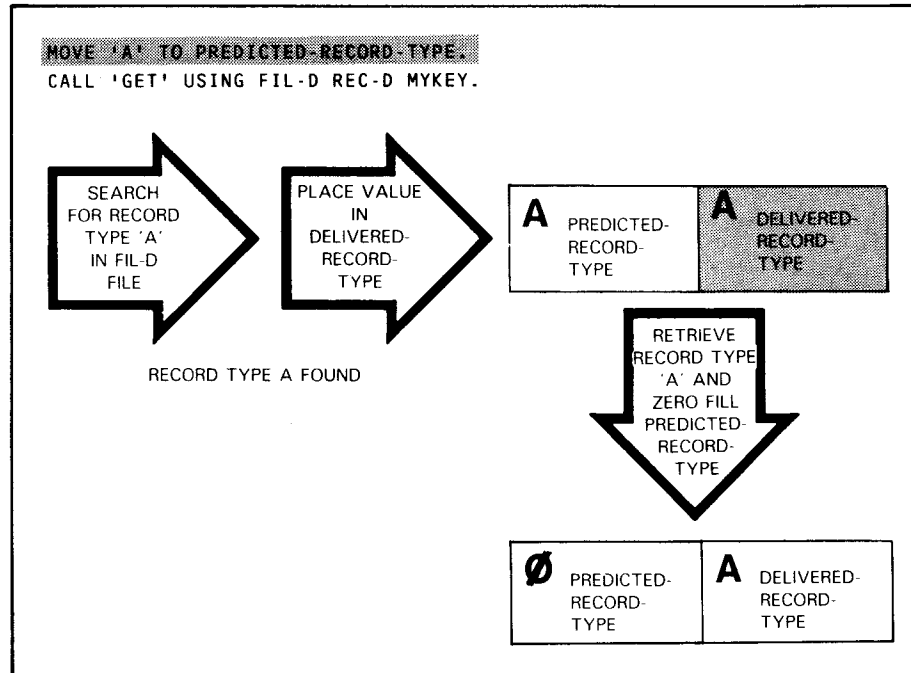 MOVE 'A' TO PREDICTED-RECORD-TYPE.
CALL 'GET' USING FIL-D REC-D MYKEY.
SEARCH
FOR RECORD
TYPE 'A'
IN FIL-D
FILE
PLACE VALUE
IN
DELIVERED-
RECORD-
TYPE
A PREDICTED-
RECORD-
TYPE
A DELIVERED-
RECORD-
TYPE
RECORD TYPE A FOUND
RETRIEVE
RECORD TYPE
'A' AND
ZERO FILL
PREDICTED-
RECORD-
TYPE
Ø PREDICTED-
RECORD-
TYPE
A DELIVERED-
RECORD-
TYPE